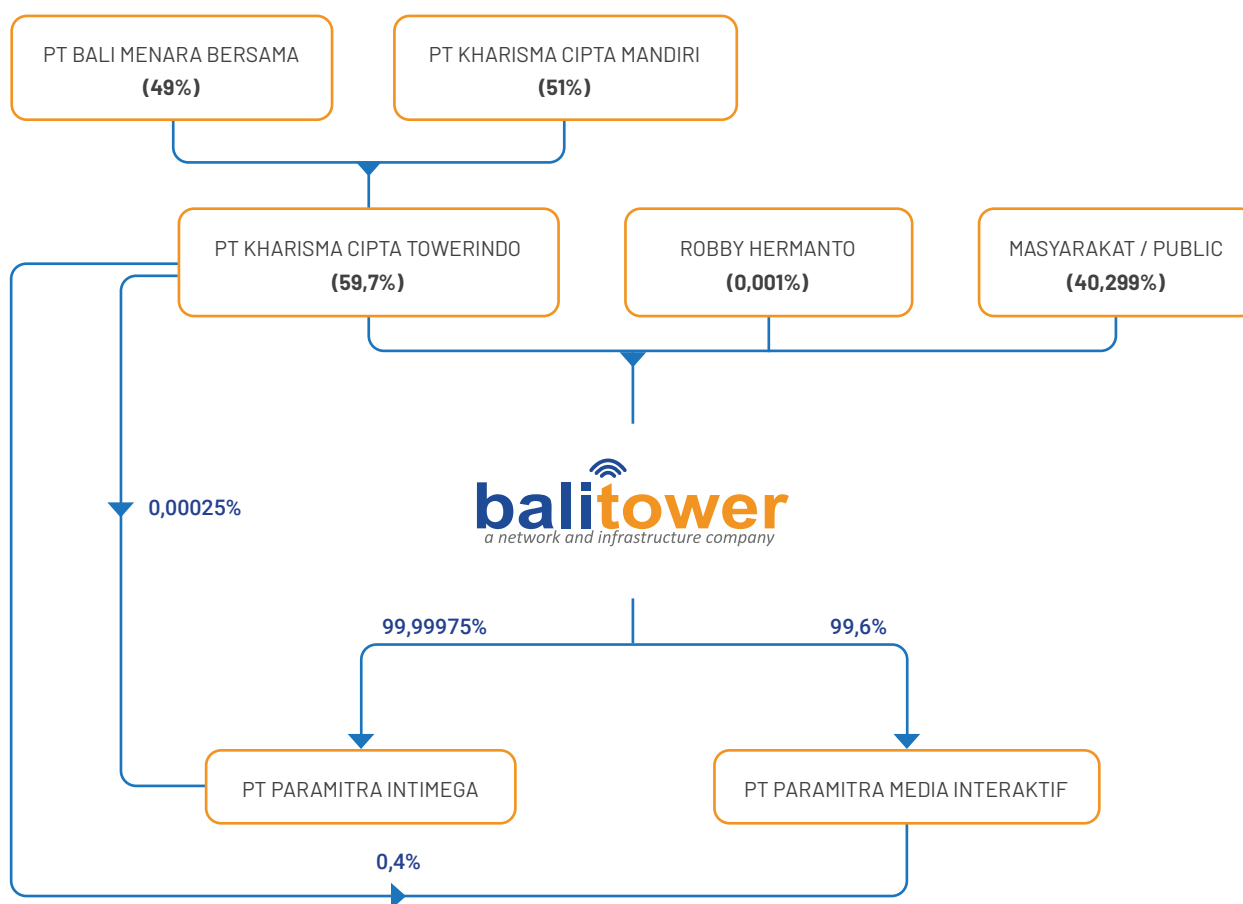 PT BALI MENARA BERSAMA
(49%)
PT KHARISMA CIPTA MANDIRI
(51%)
PT KHARISMA CIPTA TOWERINDO
(59,7%)
ROBBY HERMANTO
(0,001%)
MASYARAKAT / PUBLIC
(40,299%)
0,00025%
balitower
a network and infrastructure company
99,99975%
99,6%
PT PARAMITRA INTIMEGA
PT PARAMITRA MEDIA INTERAKTIF
0,4%